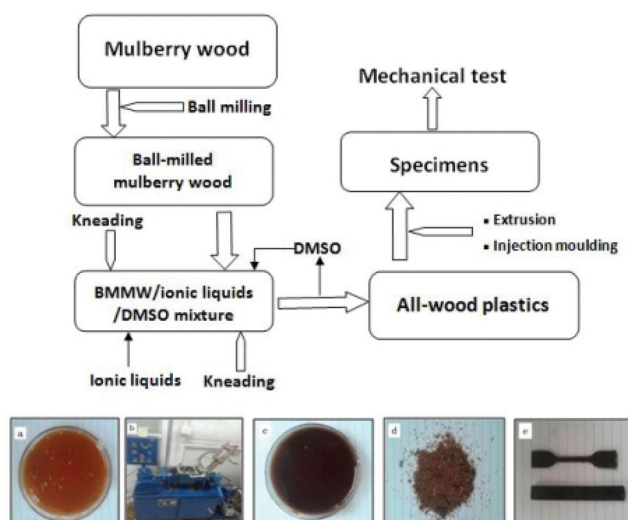 Mulberry wood
Ball milling
Ball-milled
mulberry wood
Kneading
DMSO
BMMW/ionic liquids
/DMSO mixture
Ionic liquids
Kneading
All-wood plastics
▪ Extrusion
▪ Injection moulding
Specimens
Mechanical test
a
b
c
d
e